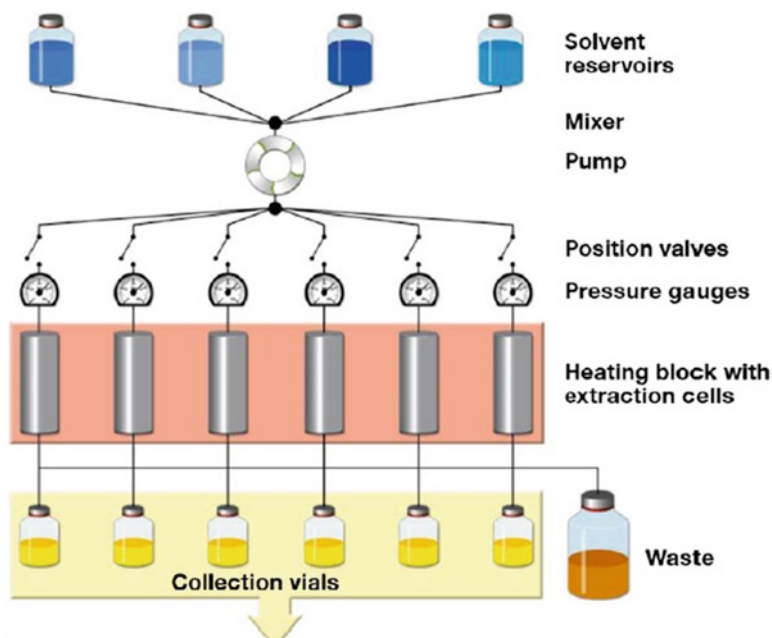 Solvent
reservoirs
Mixer
Pump
Position valves
Pressure gauges
Heating block with
extraction cells
Waste
Collection vials